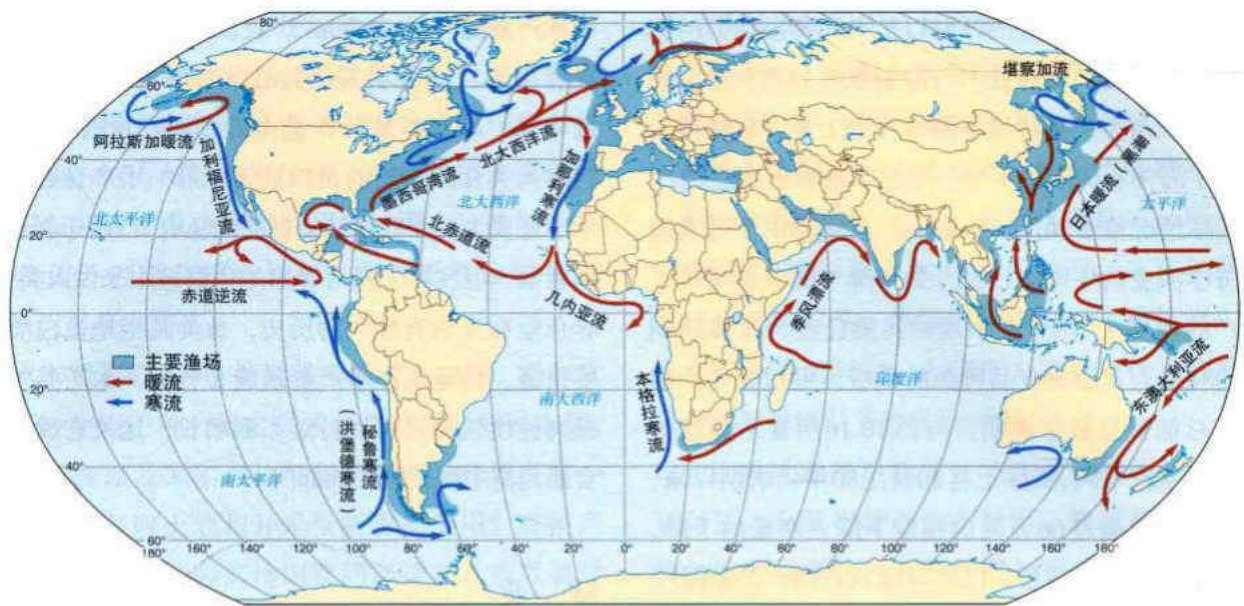 80°
60°
堪察加流
阿拉斯加暖流
加利福尼亚流
40°
北大西洋流
加那利寒流
墨西哥湾流
北大西洋
日本暖流(黑潮)
北太平洋
太平洋
20°
北赤道流
赤道逆流
几内亚流
季风漂流
0°
主要渔场
暖流
寒流
20°
印度洋
南大西洋
本格拉寒流
东澳大利亚流
秘鲁寒流
(洪堡德寒流)
40°
南太平洋
60°
180° 160° 140° 120° 100° 80° 60° 40° 20° 0° 20° 40° 60° 80° 100° 120° 140° 160° 180°
80°